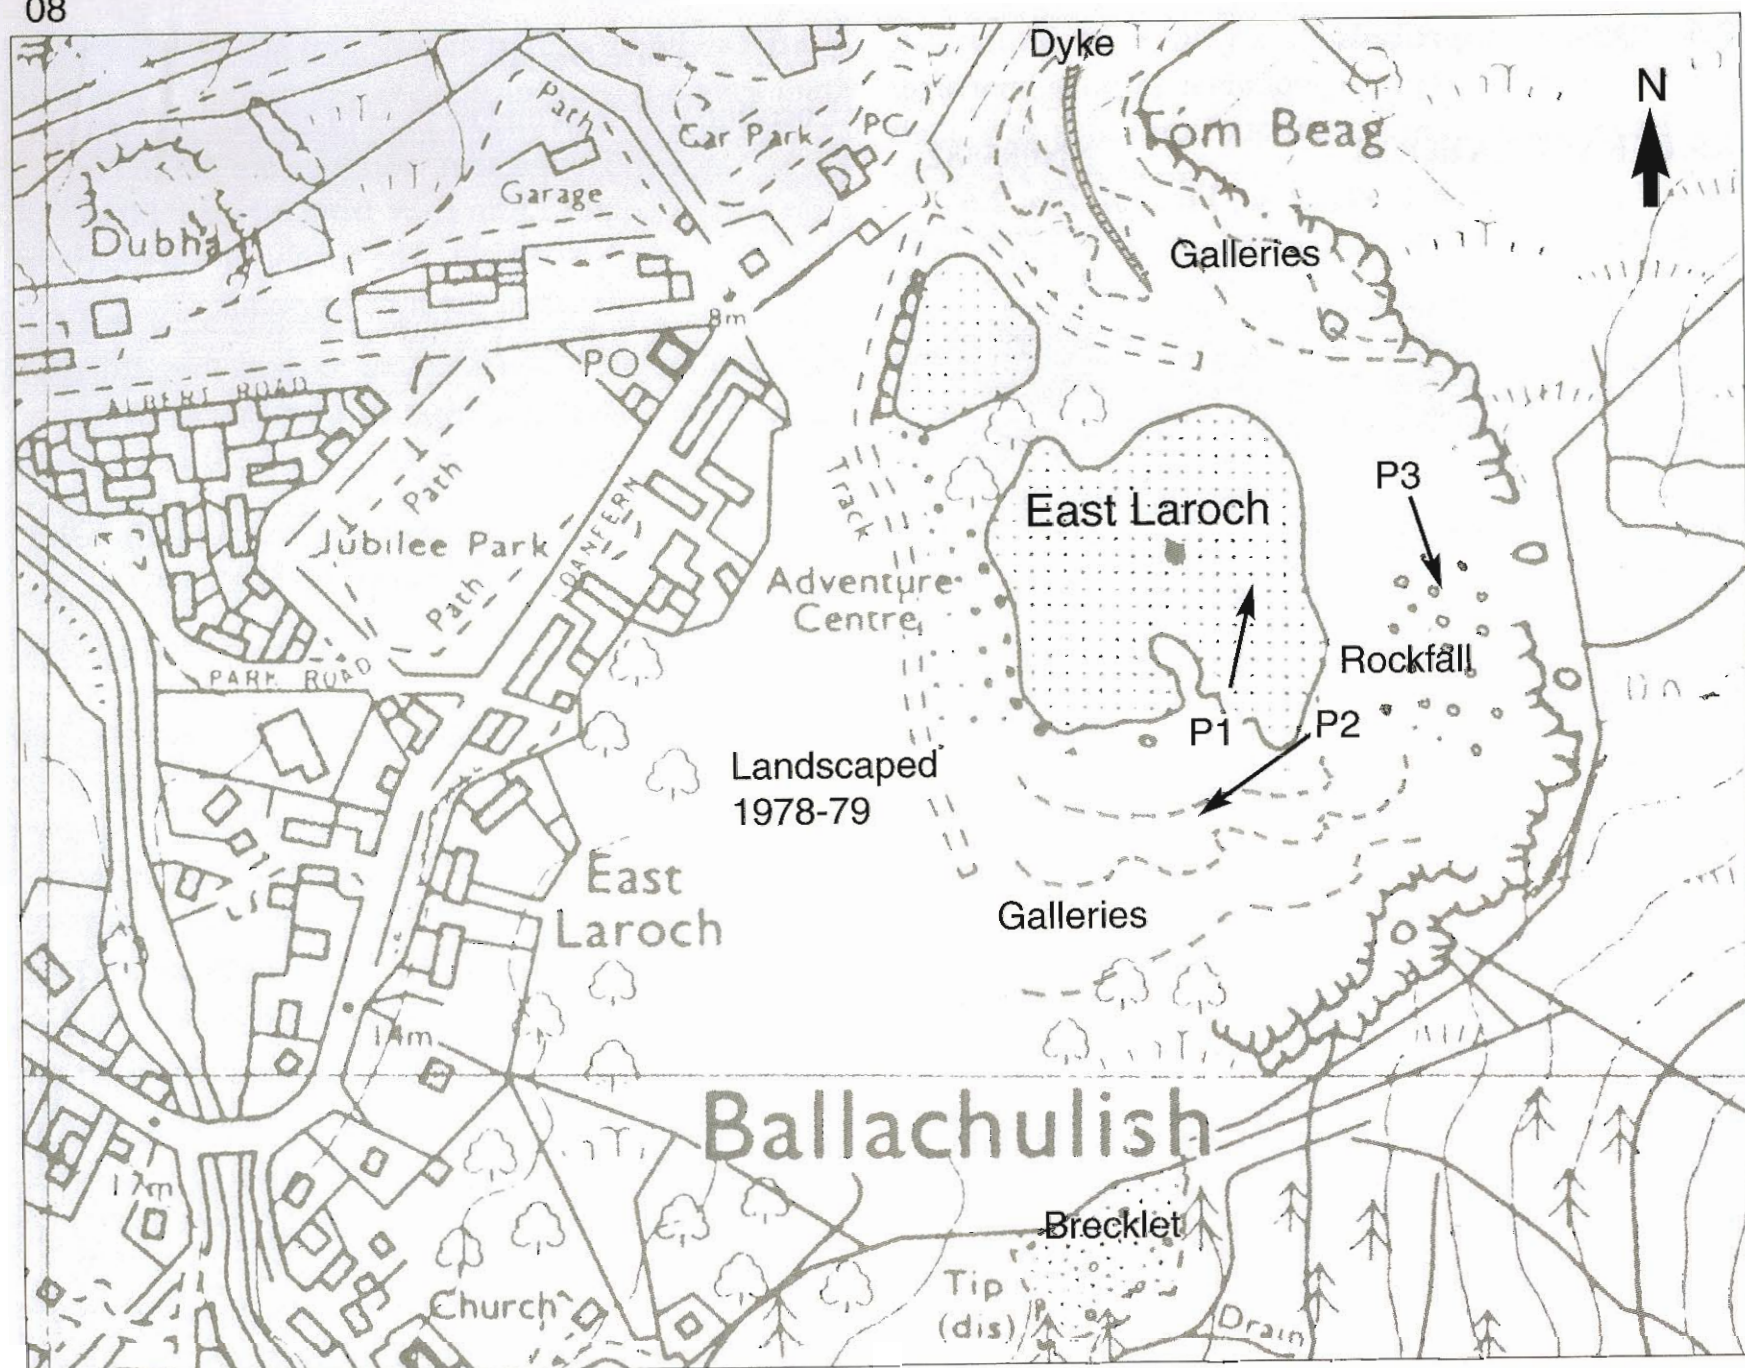 08
Dyke
N
Path
Car Park
PC
Tom Beag
Garage
Dubha
Galleries
8m
PO
ALBERT ROAD
Path
Track
P3
East Laroch
Jubilee Park
LOANFERN
Adventure
Centre
Path
Rockfall
PARK ROAD
P1
P2
Landscaped
1978-79
East
Laroch
Galleries
14m
Ballachulish
17m
Brecklet
Tip
(dis)
Church
Drain